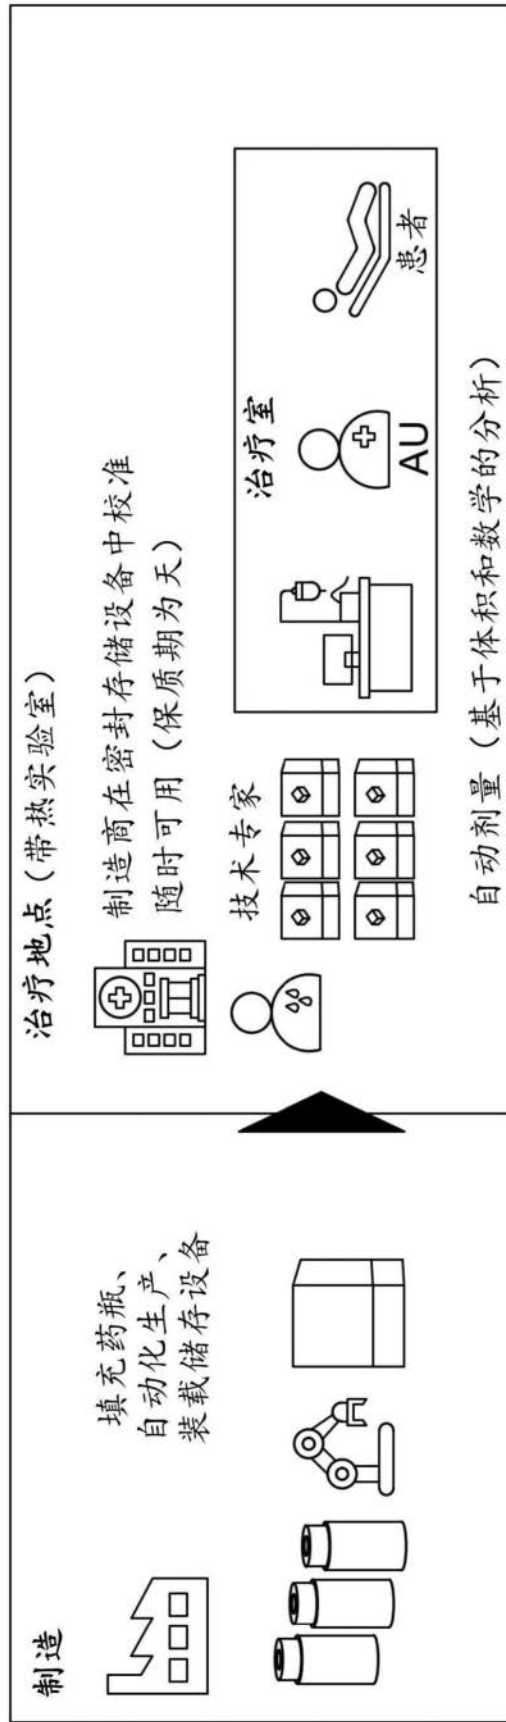 制造
填充药瓶、
自动化生产、
装载储存设备
治疗地点（带热实验室）
制造商在密封存储设备中校准
随时可用（保质期为天）
技术专家
治疗室
AU
患者
自动剂量（基于体积和数学的分析）